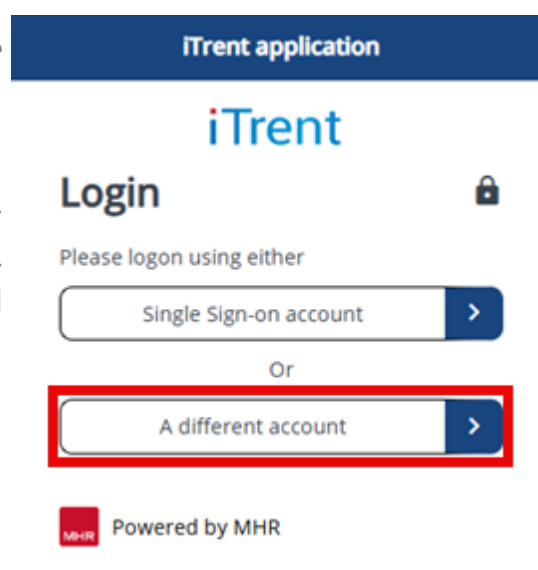 iTrent application
iTrent
Login
Please logon using either
Single Sign-on account
Or
A different account
MHR
Powered by MHR